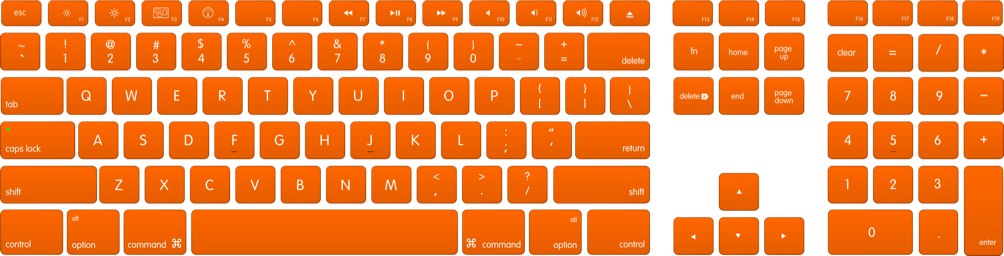 esc F1 F2 F3 F4 F5 F6 F7 F8 F9 F10 F11 F12 F13 F14 F15 F16 F17 F18 F19
~ ! @ # $ % ^ & * ( ) – +
` 1 2 3 4 5 6 7 8 9 0 - = delete fn home page up clear = / *
tab Q W E R T Y U I O P { [ } ] | \ delete end page down 7 8 9 –
caps lock A S D F G H J K L : ; “ ‘ return 4 5 6 +
shift Z X C V B N M < , > . ? / shift 1 2 3
control alt option command ⌘ ⌘ command alt option control 0 . enter